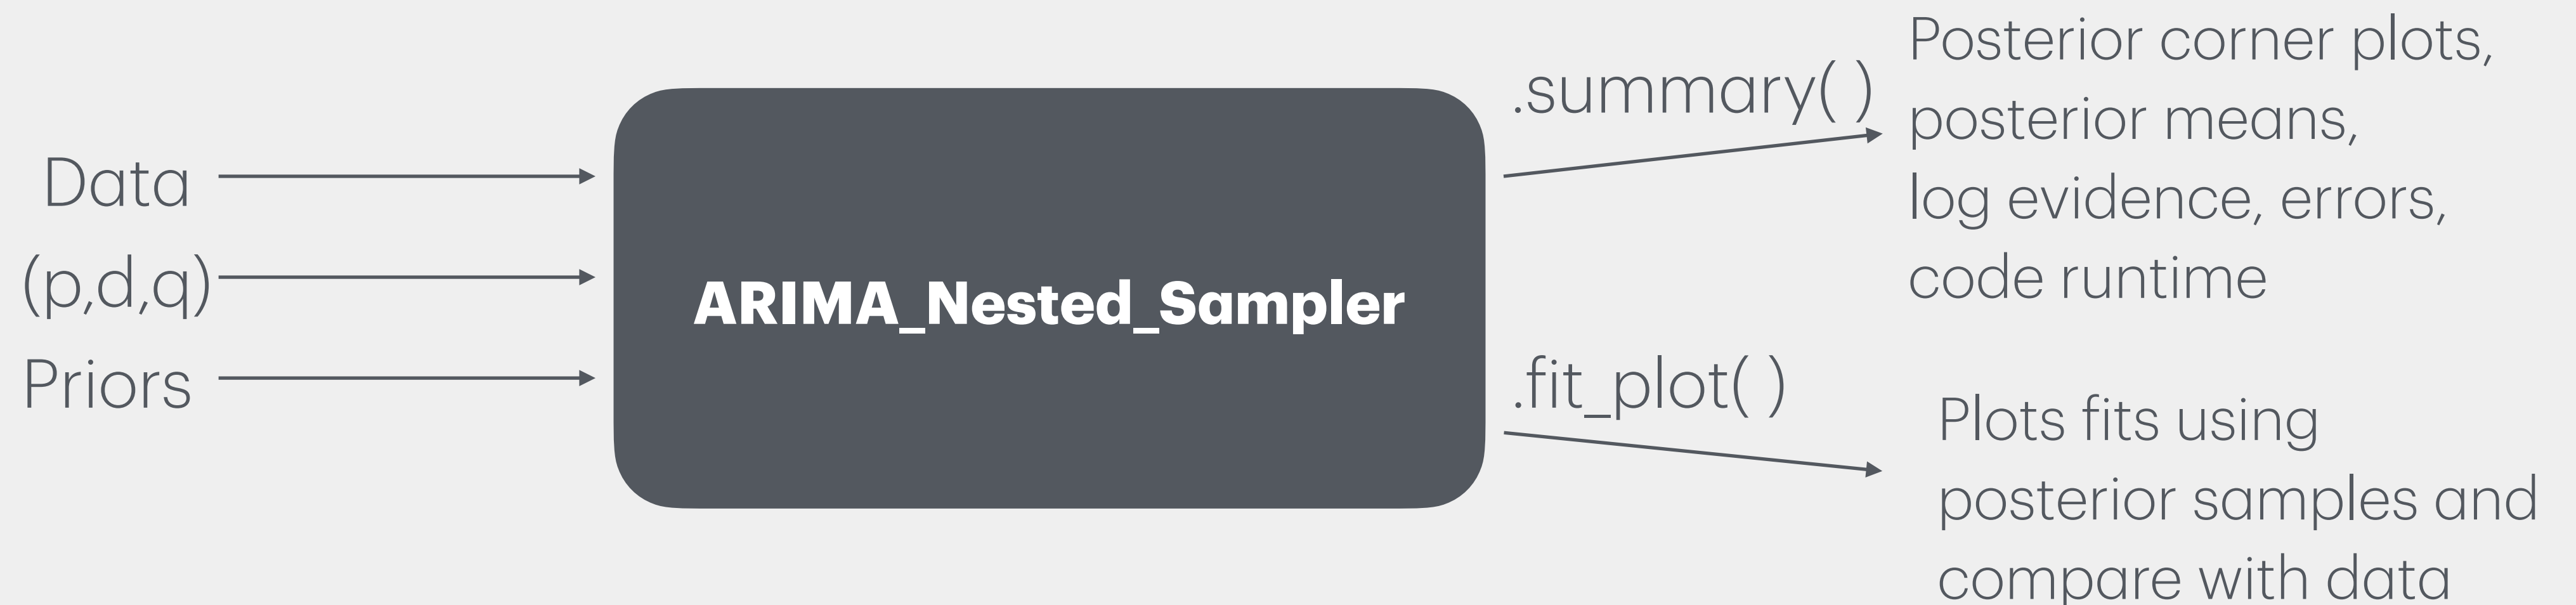 Data
(p,d,q)
Priors
ARIMA_Nested_Sampler
.summary( )
Posterior corner plots,
posterior means,
log evidence, errors,
code runtime
.fit_plot( )
Plots fits using
posterior samples and
compare with data